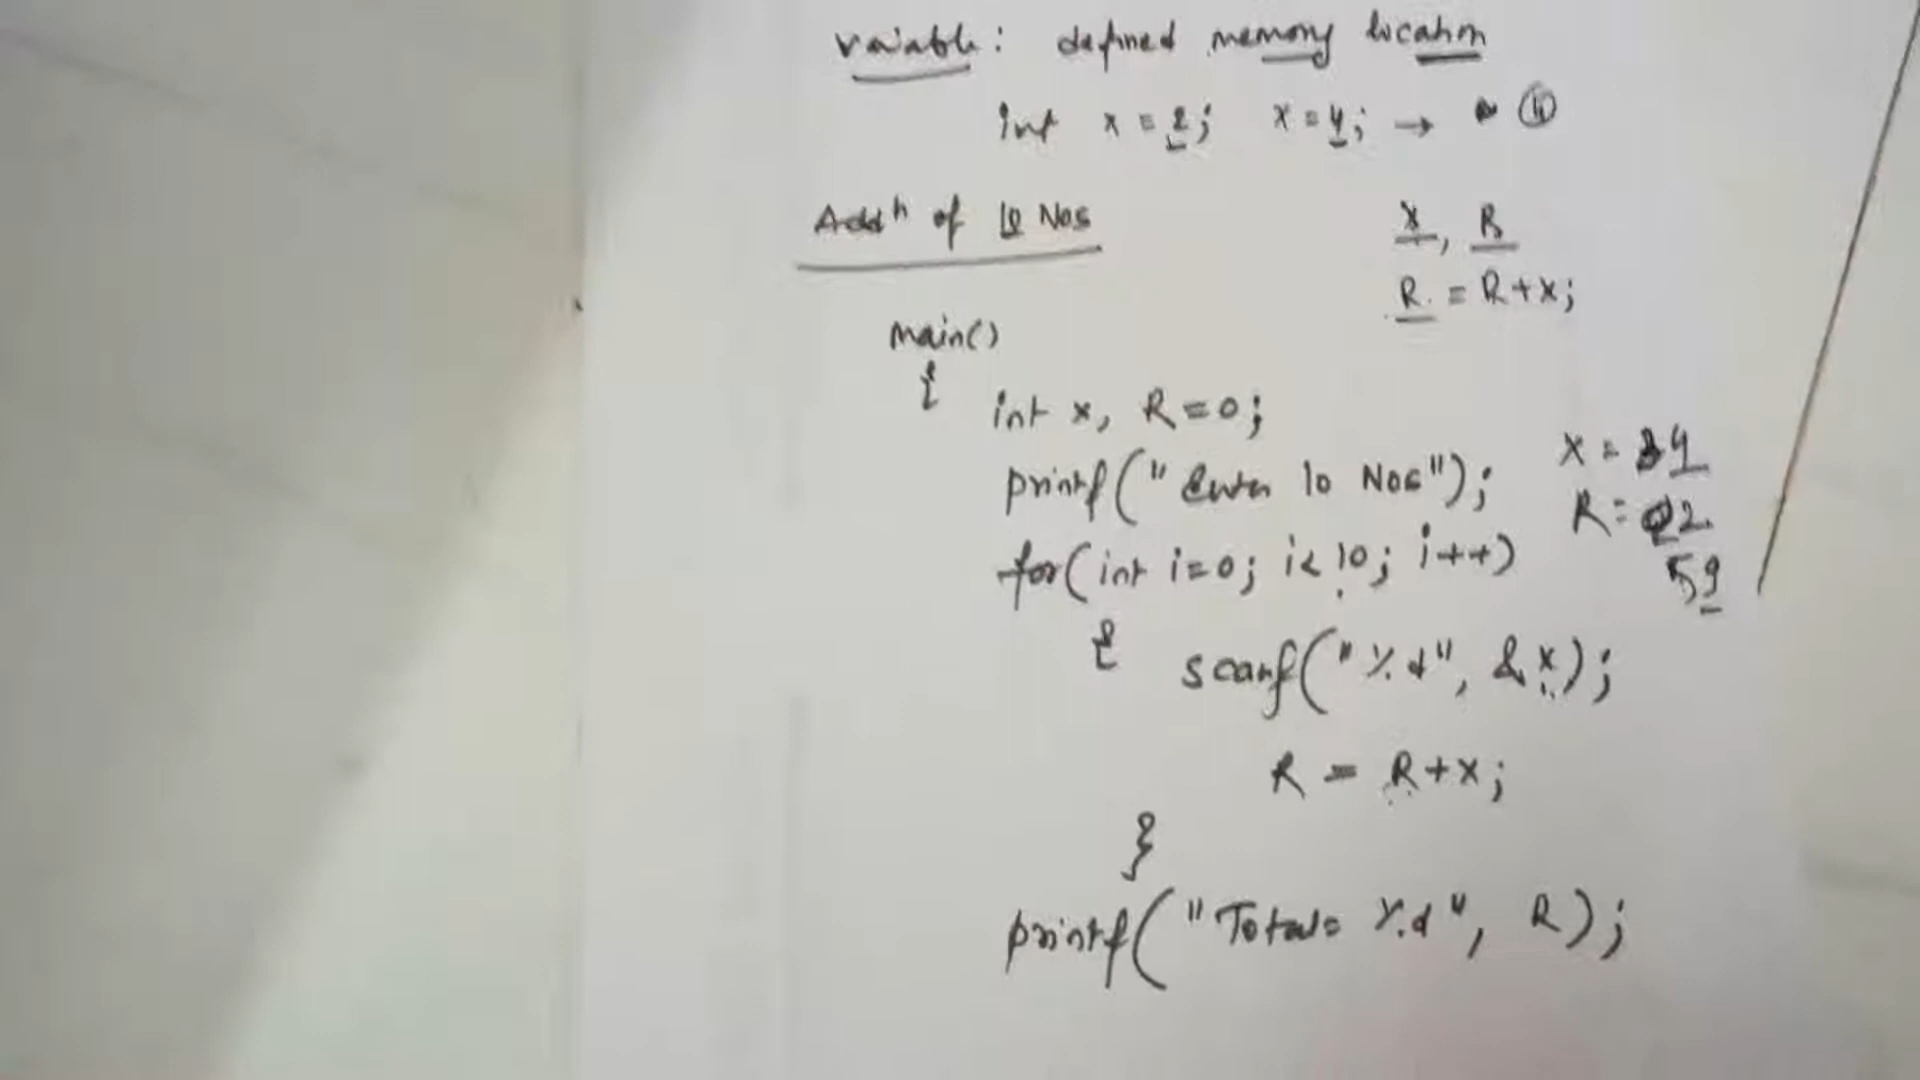 variable: defined memory location
int x = 2; x = 4; → 4
Addn of 10 Nos
x, R
R = R+x;
main()
{
int x, R=0;
printf("Enter 10 Nos");
for(int i=0; i<10; i++)
x = 4
R = 02
59
{ scanf("%d", &x);
R = R+x;
}
printf("Total= %d", R);